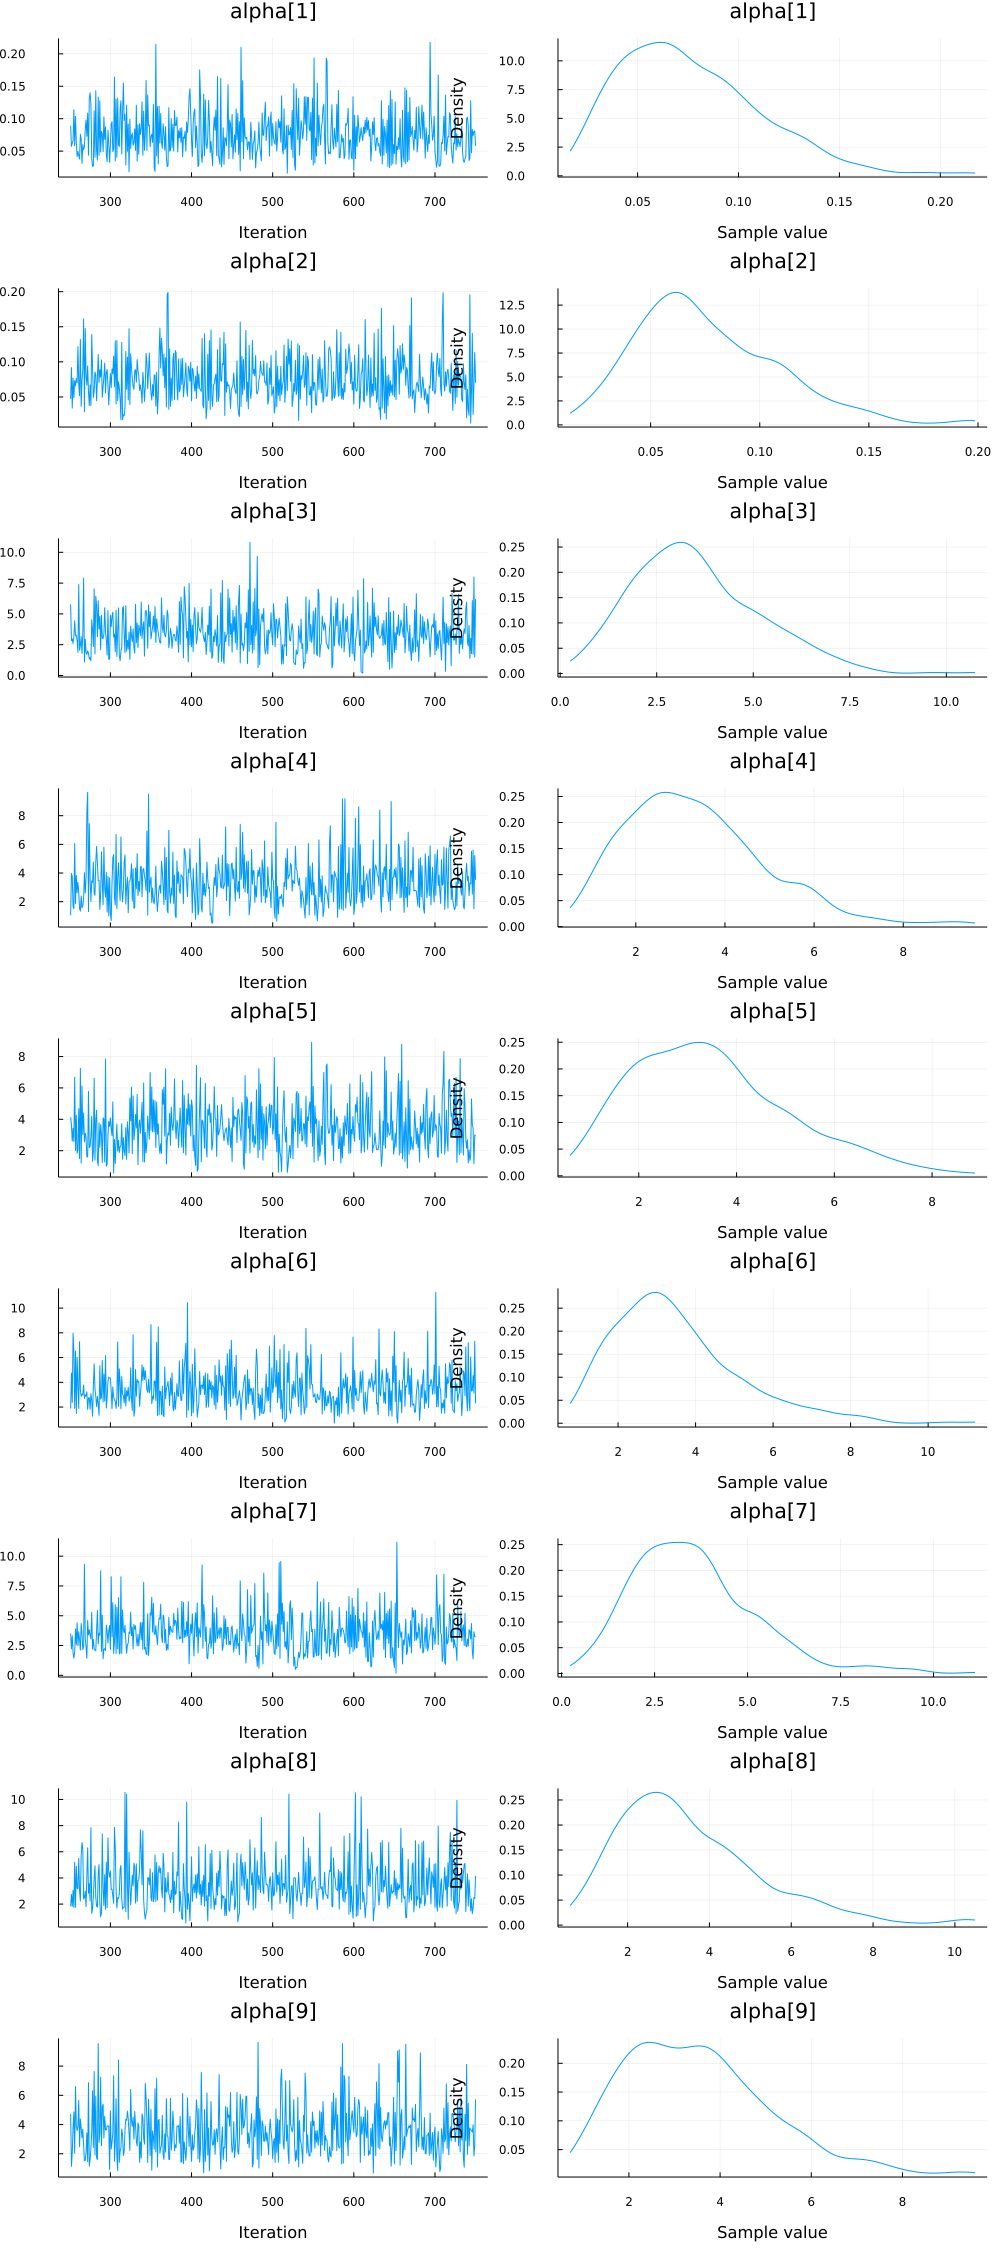 alpha[1] alpha[1]
0.20
0.15
0.10
0.05
Density
10.0
7.5
5.0
2.5
0.0
300 400 500 600 700 0.05 0.10 0.15 0.20
Iteration Sample value
alpha[2] alpha[2]
0.20
0.15
0.10
0.05
Density
12.5
10.0
7.5
5.0
2.5
0.0
300 400 500 600 700 0.05 0.10 0.15 0.20
Iteration Sample value
alpha[3] alpha[3]
10.0
7.5
5.0
2.5
0.0
Density
0.25
0.20
0.15
0.10
0.05
0.00
300 400 500 600 700 0.0 2.5 5.0 7.5 10.0
Iteration Sample value
alpha[4] alpha[4]
8
6
4
2
Density
0.25
0.20
0.15
0.10
0.05
0.00
300 400 500 600 700 2 4 6 8
Iteration Sample value
alpha[5] alpha[5]
8
6
4
2
Density
0.25
0.20
0.15
0.10
0.05
0.00
300 400 500 600 700 2 4 6 8
Iteration Sample value
alpha[6] alpha[6]
10
8
6
4
2
Density
0.25
0.20
0.15
0.10
0.05
0.00
300 400 500 600 700 2 4 6 8 10
Iteration Sample value
alpha[7] alpha[7]
10.0
7.5
5.0
2.5
0.0
Density
0.25
0.20
0.15
0.10
0.05
0.00
300 400 500 600 700 0.0 2.5 5.0 7.5 10.0
Iteration Sample value
alpha[8] alpha[8]
10
8
6
4
2
Density
0.25
0.20
0.15
0.10
0.05
0.00
300 400 500 600 700 2 4 6 8 10
Iteration Sample value
alpha[9] alpha[9]
8
6
4
2
Density
0.20
0.15
0.10
0.05
300 400 500 600 700 2 4 6 8
Iteration Sample value